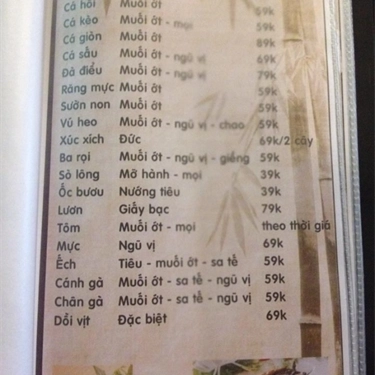 Cá hồi Muối ớt 59k
Cá kèo Muối ớt - mọi 59k
Cá giòn Muối ớt 89k
Cá sấu Muối ớt - ngũ vị 69k
Đà điểu Muối ớt - ngũ vị 79k
Răng mực Muối ớt 59k
Sườn non Muối ớt 59k
Vú heo Muối ớt - ngũ vị - chao 59k
Xúc xích Đức 69k/2 cây
Ba rọi Muối ớt - ngũ vị - giềng 59k
Sò lông Mỡ hành - mọi 39k
Ốc bươu Nướng tiêu 39k
Lươn Giấy bạc 79k
Tôm Muối ớt - mọi theo thời giá
Mực Ngũ vị 69k
Ếch Tiêu - muối ớt - sa tế 59k
Cánh gà Muối ớt - sa tế - ngũ vị 59k
Chân gà Muối ớt - sa tế - ngũ vị 59k
Dồi vịt Đặc biệt 69k